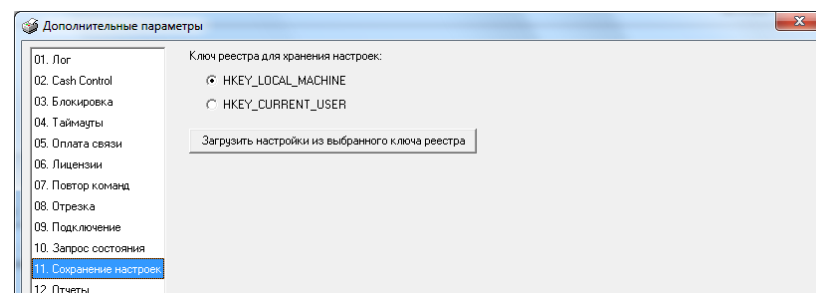 Дополнительные параметры
01. Лог
02. Cash Control
03. Блокировка
04. Таймауты
05. Оплата связи
06. Лицензии
07. Повтор команд
08. Отрезка
09. Подключение
10. Запрос состояния
11. Сохранение настроек
12. Отчеты
Ключ реестра для хранения настроек:
HKEY_LOCAL_MACHINE
HKEY_CURRENT_USER
Загрузить настройки из выбранного ключа реестра